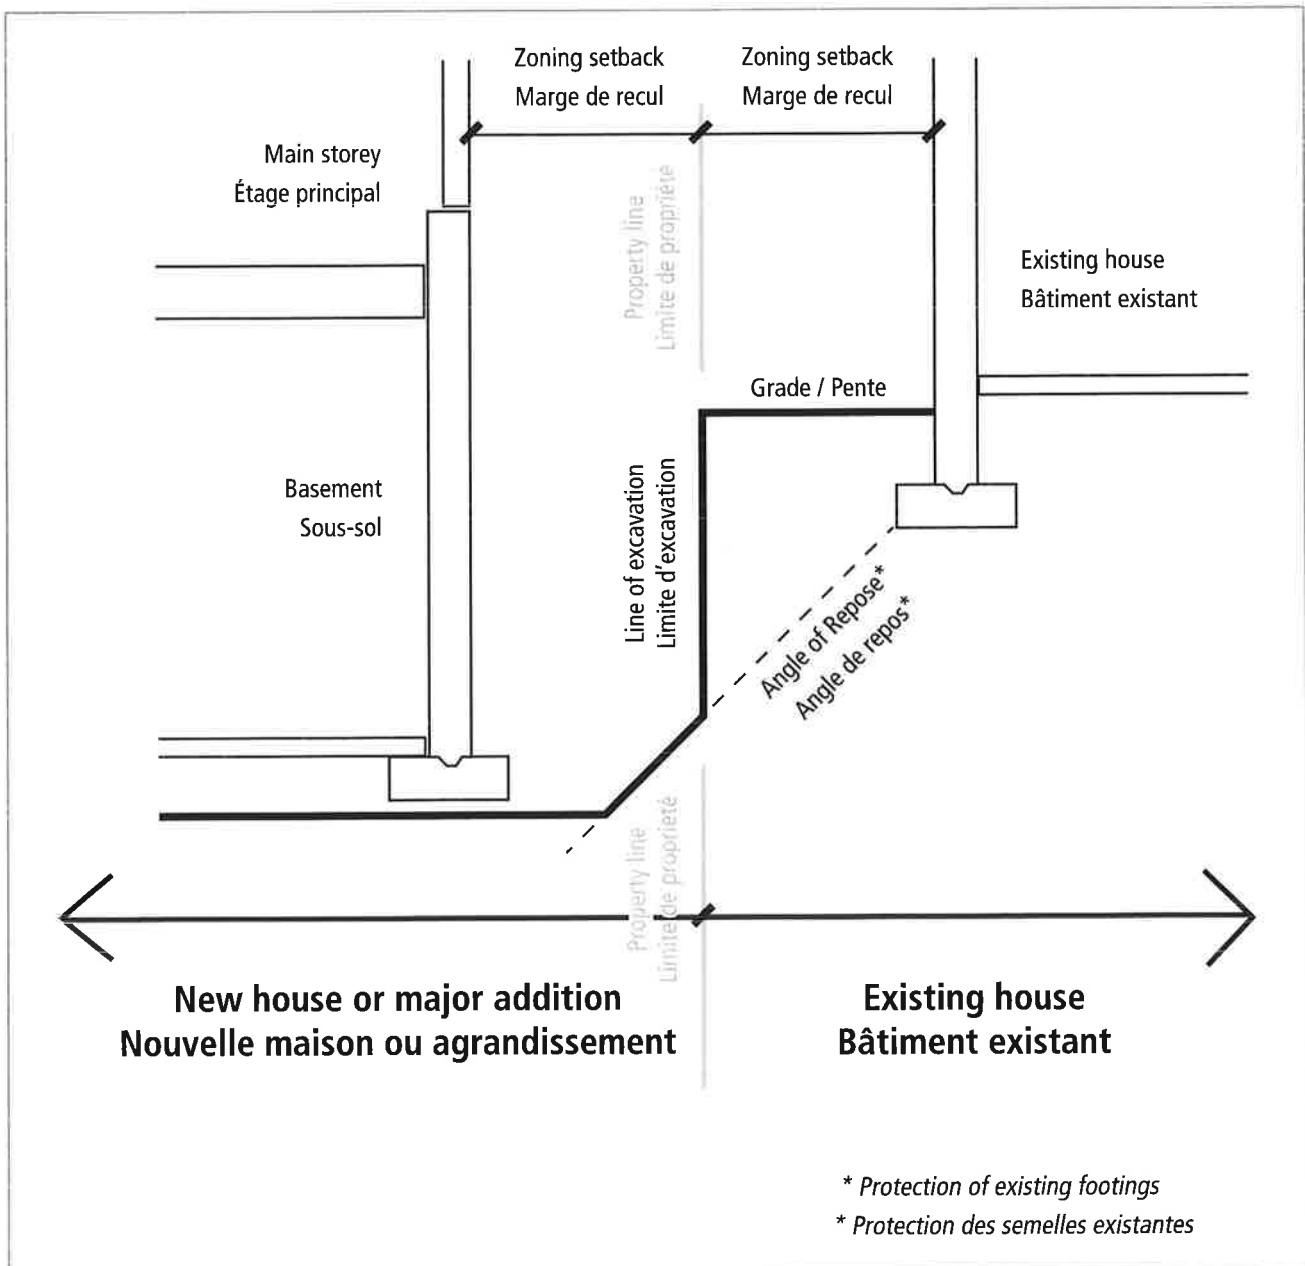 Zoning setback
Marge de recul
Zoning setback
Marge de recul
Main storey
Étage principal
Property line
Limite de propriété
Existing house
Bâtiment existant
Grade / Pente
Basement
Sous-sol
Line of excavation
Limite d'excavation
Angle of Repose*
Angle de repos*
Property line
Limite de propriété
New house or major addition
Nouvelle maison ou agrandissement
Existing house
Bâtiment existant
* Protection of existing footings
* Protection des semelles existantes